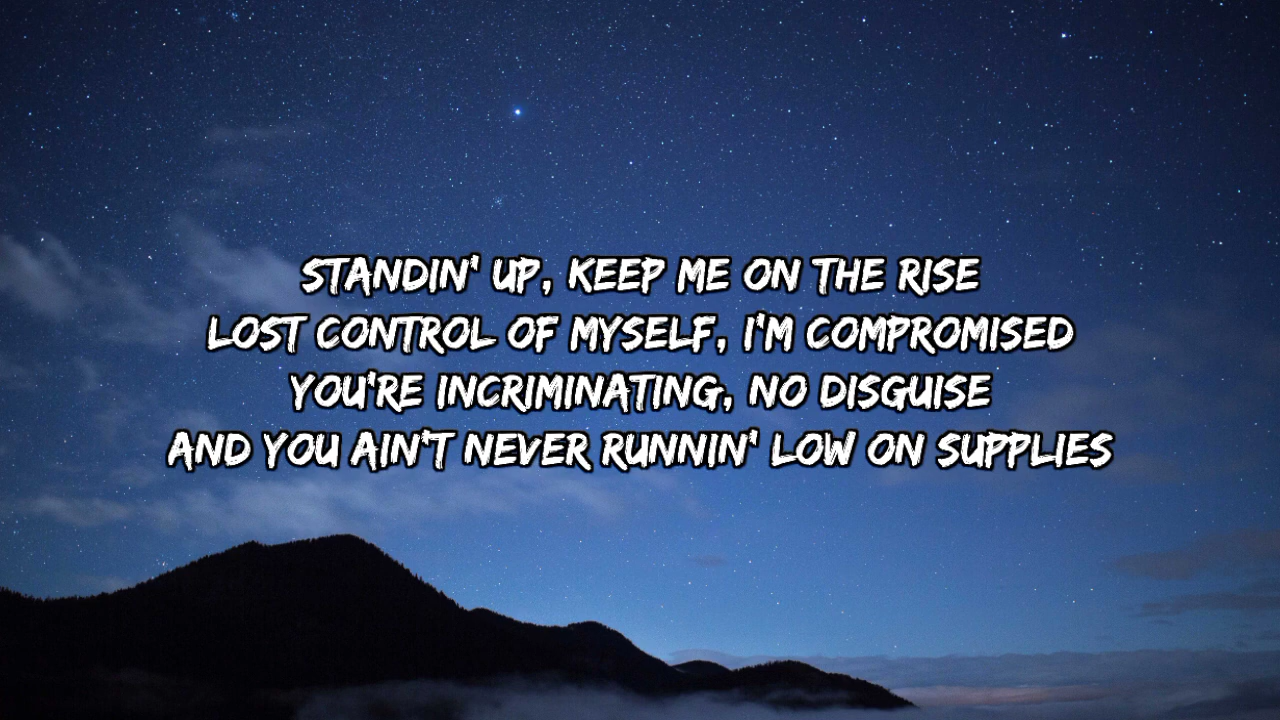 STANDIN' UP, KEEP ME ON THE RISE
LOST CONTROL OF MYSELF, I'M COMPROMISED
YOU'RE INCRIMINATING, NO DISGUISE
AND YOU AIN'T NEVER RUNNIN' LOW ON SUPPLIES